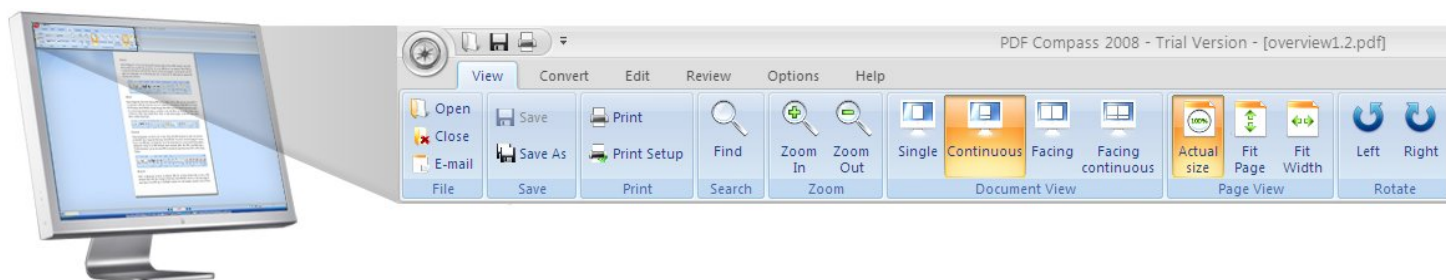 PDF Compass 2008 - Trial Version - [overview1.2.pdf]
View Convert Edit Review Options Help
Open
Close
E-mail
File
Save
Save As
Save
Print
Print Setup
Print
Find
Search
Zoom In
Zoom Out
Zoom
Single
Continuous
Facing
Facing continuous
Document View
100%
Actual size
Fit Page
Fit Width
Page View
Left
Right
Rotate